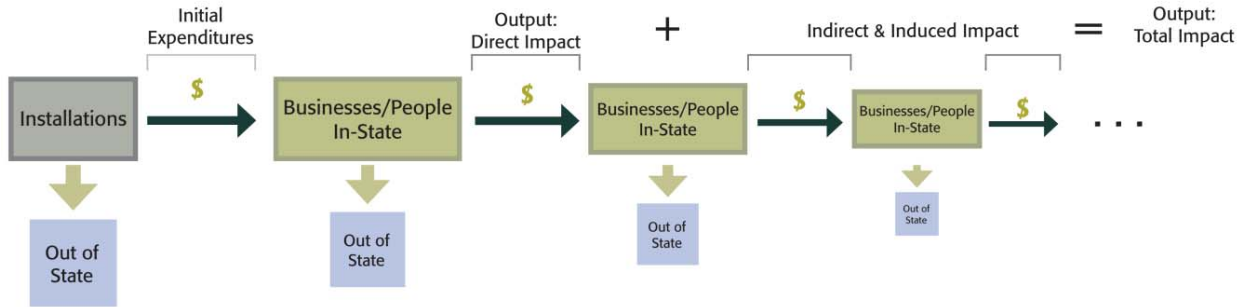 Initial
Expenditures
Output:
Direct Impact
+
Indirect & Induced Impact
=
Output:
Total Impact
Installations
$
Businesses/People
In-State
$
Businesses/People
In-State
$
Businesses/People
In-State
$
. . .
Out of
State
Out of
State
Out of
State
Out of
State